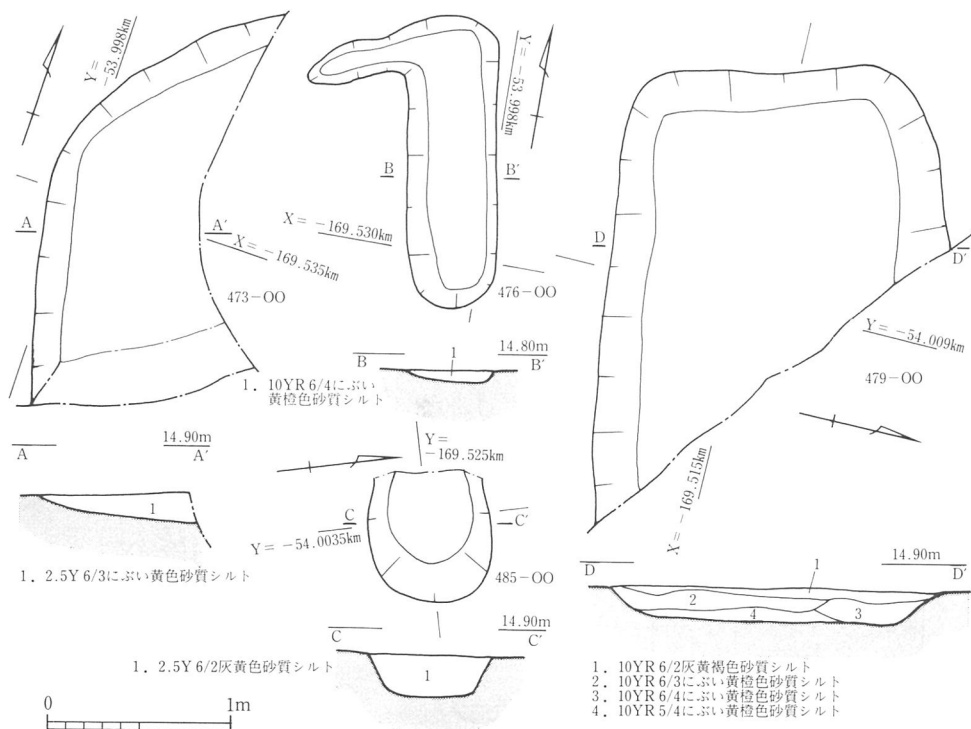 Y=
-53.998km
A
A′
X= -169.535km
473-OO
A
14.90m
A′
1
1. 2.5Y 6/3にぶい黄色砂質シルト
Y= -53.998km
B
B′
X= -169.530km
476-OO
B
1
14.80m
B′
1. 10YR 6/4にぶい
黄橙色砂質シルト
Y=
-169.525km
C
C′
Y= -54.0035km
485-OO
C
14.90m
C′
1
1. 2.5Y 6/2灰黄色砂質シルト
0
1m
D
D′
Y= -54.009km
479-OO
X= -169.515km
D
1
14.90m
D′
2
4
3
1. 10YR 6/2灰黄褐色砂質シルト
2. 10YR 6/3にぶい黄橙色砂質シルト
3. 10YR 6/4にぶい黄橙色砂質シルト
4. 10YR 5/4にぶい黄橙色砂質シルト